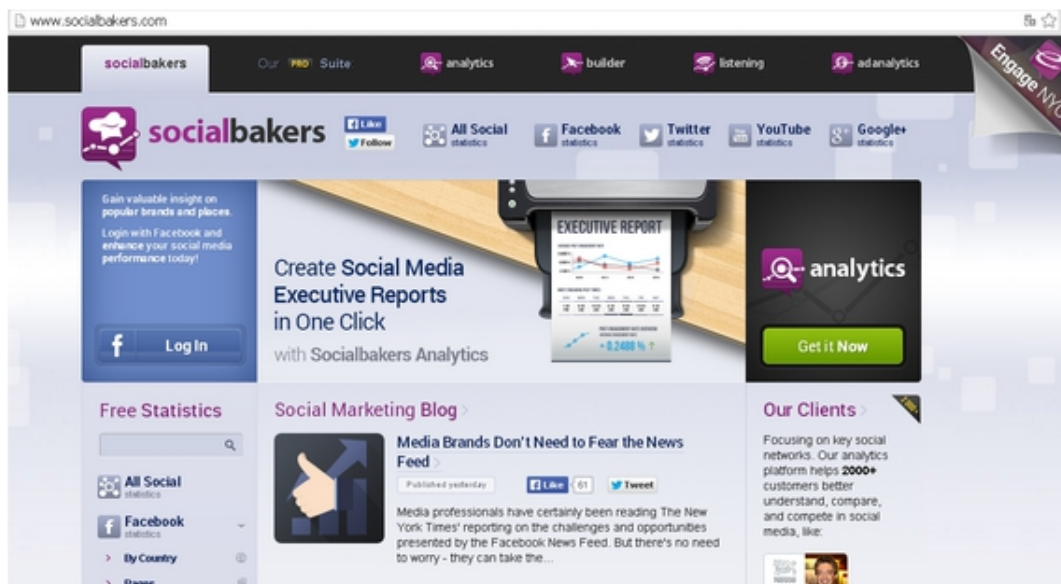 www.socialbakers.com
socialbakers
Our PRO Suite
analytics
builder
listening
adanalytics
Engage NYC
socialbakers
Like
Follow
All Social
statistics
Facebook
statistics
Twitter
statistics
YouTube
statistics
Google+
statistics
Gain valuable insight on
popular brands and places.
Login with Facebook and
enhance your social media
performance today!
Log In
Create Social Media
Executive Reports
in One Click
with Socialbakers Analytics
EXECUTIVE REPORT
+0.2488 %
analytics
Get it Now
Free Statistics
All Social
statistics
Facebook
statistics
By Country
Pages
Social Marketing Blog
Media Brands Don't Need to Fear the News
Feed
Published yesterday
Like 61
Tweet
Media professionals have certainly been reading The New
York Times' reporting on the challenges and opportunities
presented by the Facebook News Feed. But there's no need
to worry - they can take the...
Our Clients
Focusing on key social
networks. Our analytics
platform helps 2000+
customers better
understand, compare,
and compete in social
media, like: